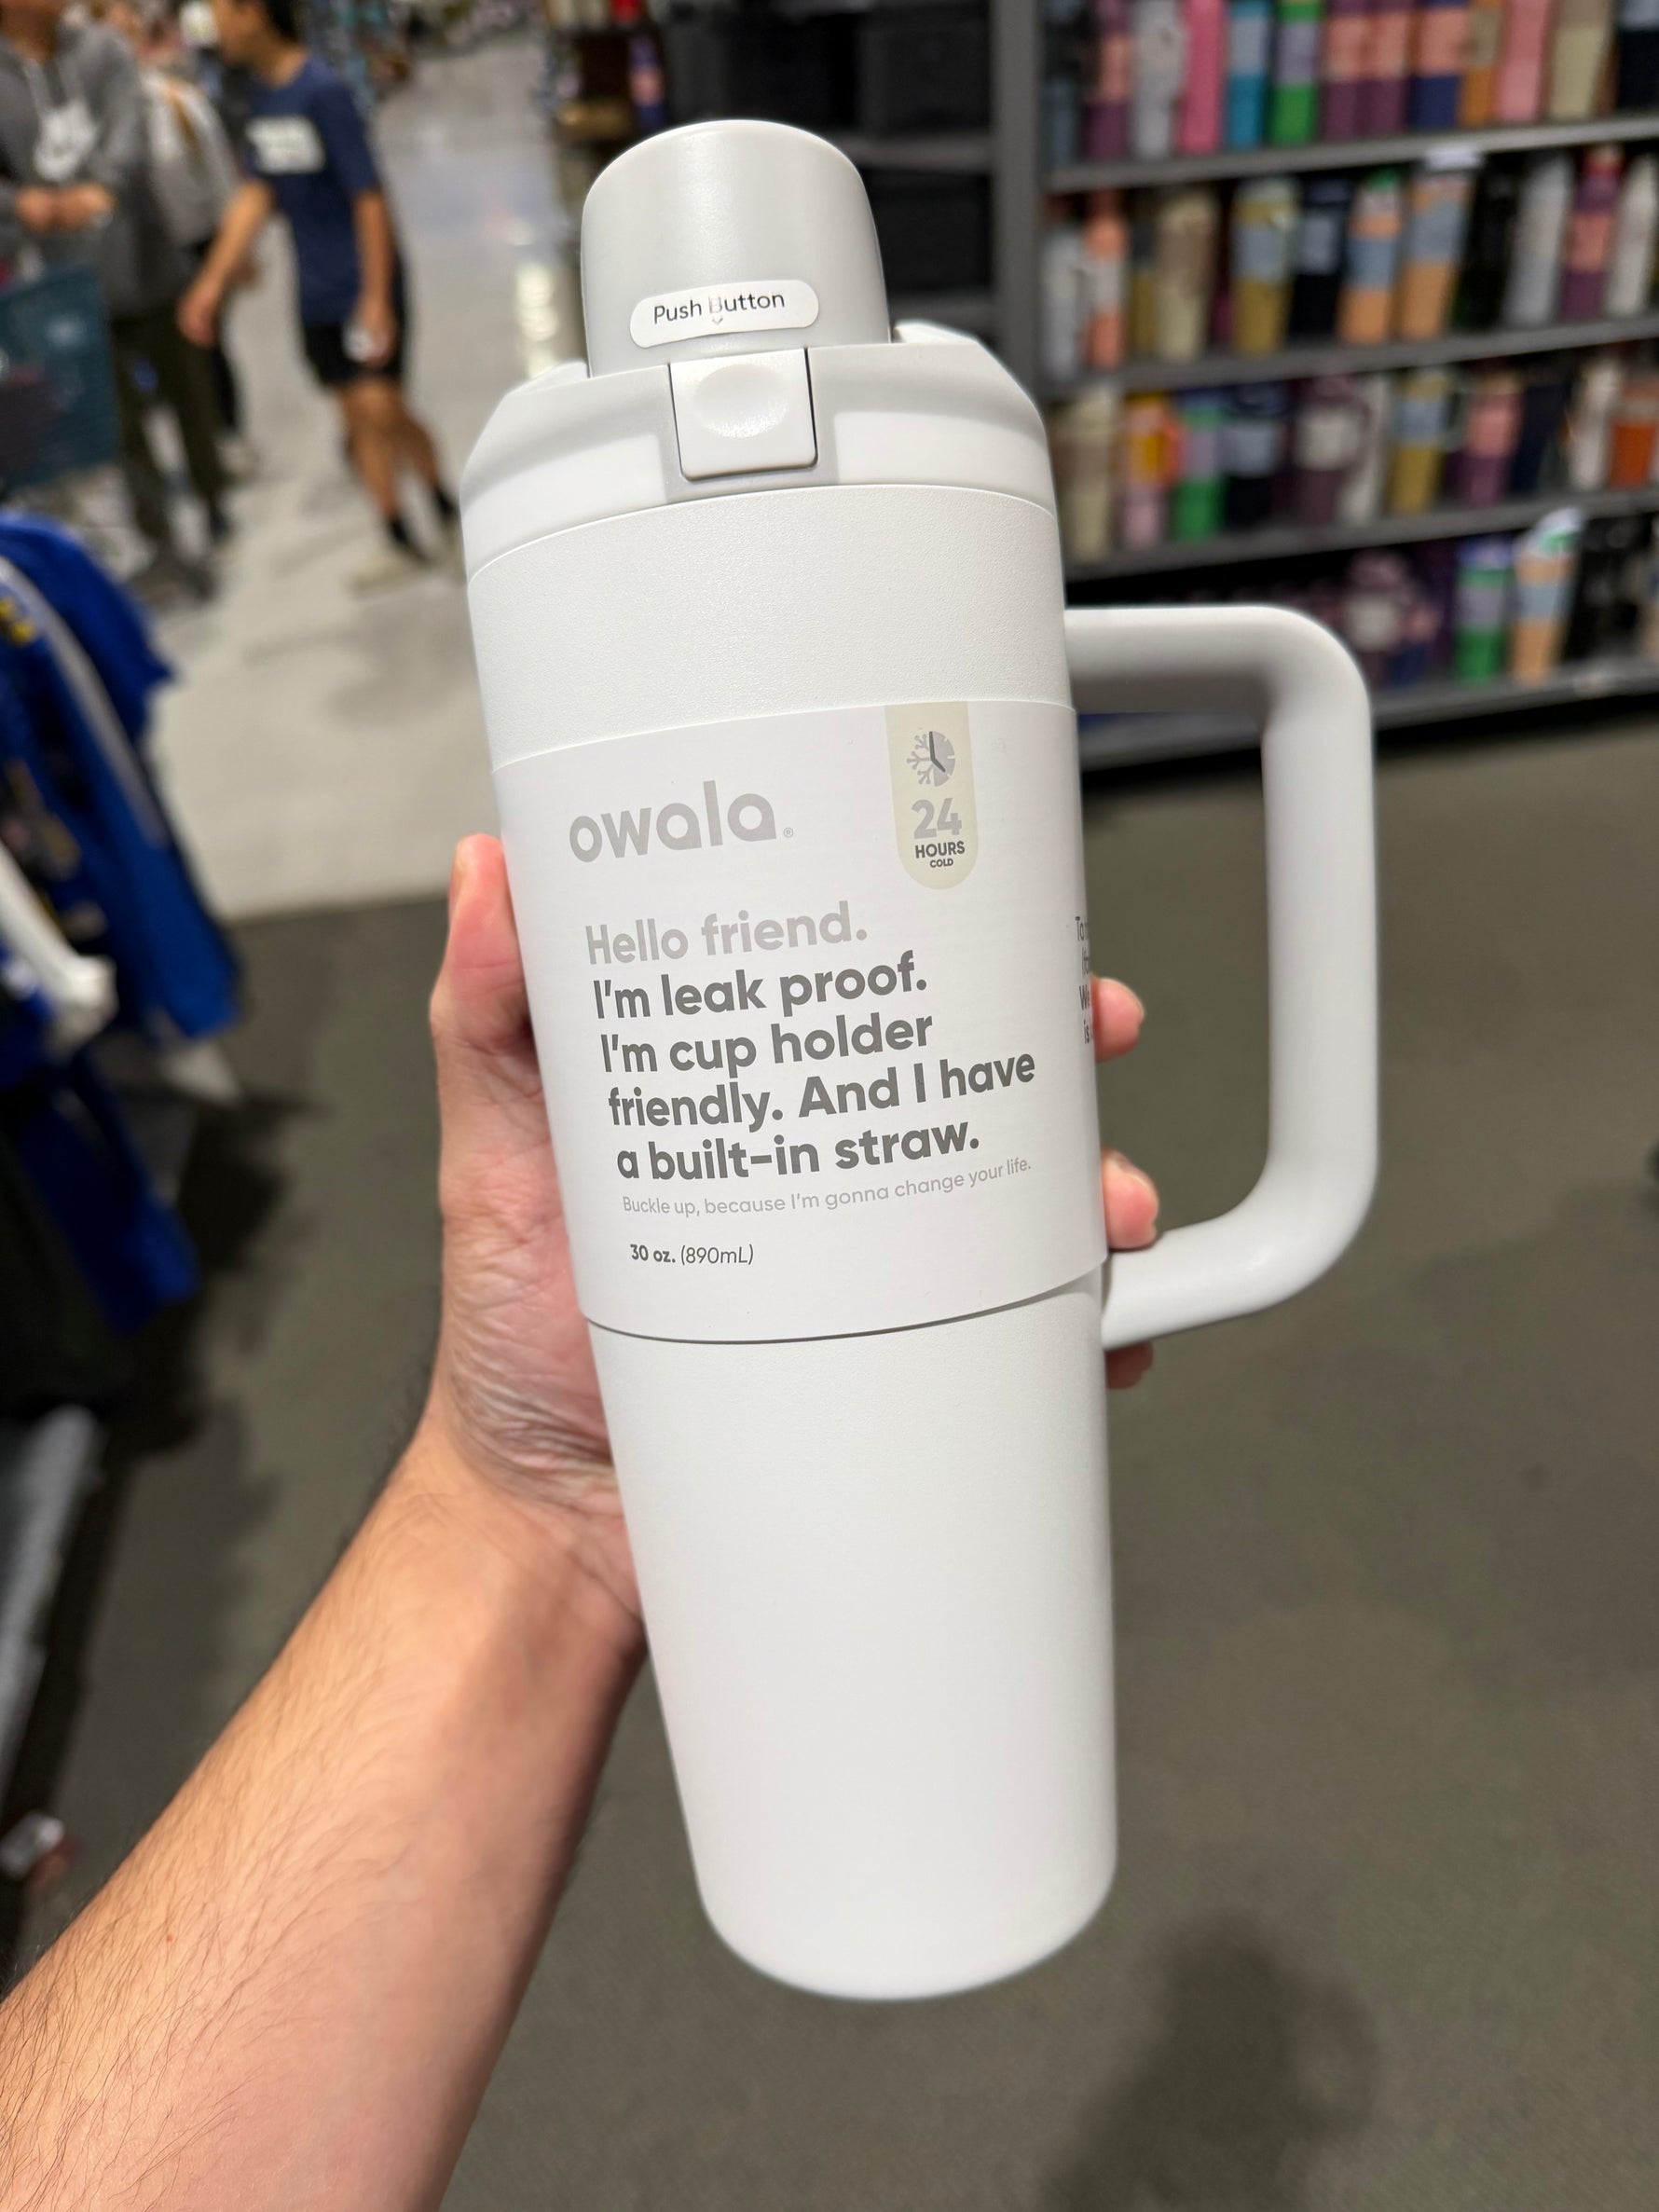 Push Button
owala®
24
HOURS
COLD
Hello friend.
I'm leak proof.
I'm cup holder
friendly. And I have
a built-in straw.
Buckle up, because I'm gonna change your life.
30 oz. (890mL)